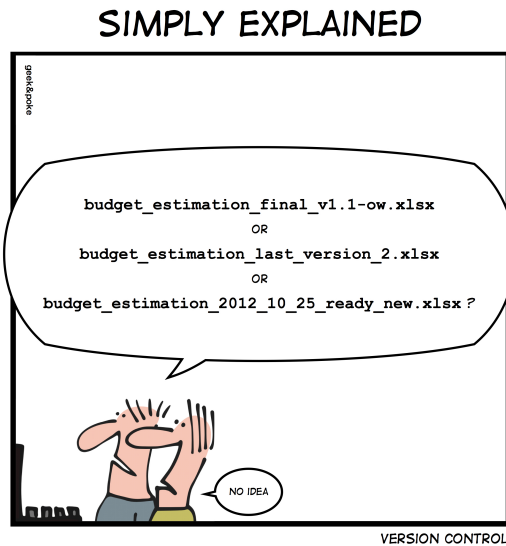 SIMPLY EXPLAINED
geek&poke
budget_estimation_final_v1.1-ow.xlsx
OR
budget_estimation_last_version_2.xlsx
OR
budget_estimation_2012_10_25_ready_new.xlsx ?
NO IDEA
VERSION CONTROL